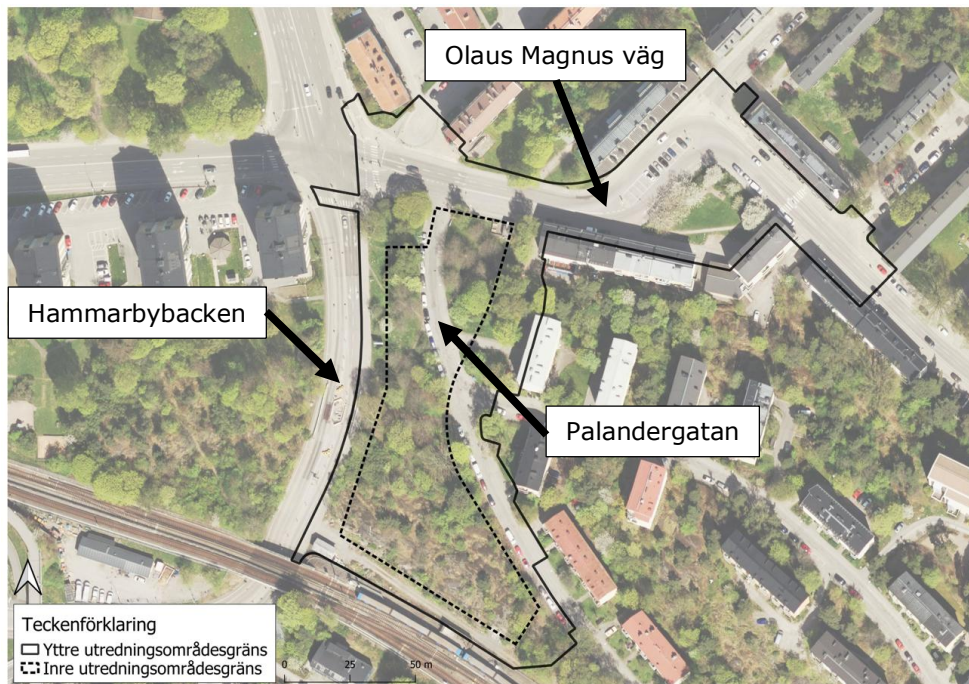 Olaus Magnus väg
Hammarbybacken
Palandergatan
Teckenförklaring
Yttre utredningsområdesgräns
Inre utredningsområdesgräns
0 25 50 m